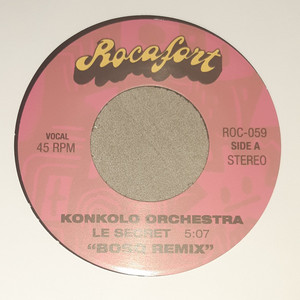 Rocafort
VOCAL
45 RPM
ROC-059
SIDE A
STEREO
KONKOLO ORCHESTRA
LE SECRET 5:07
"BOSQ REMIX"